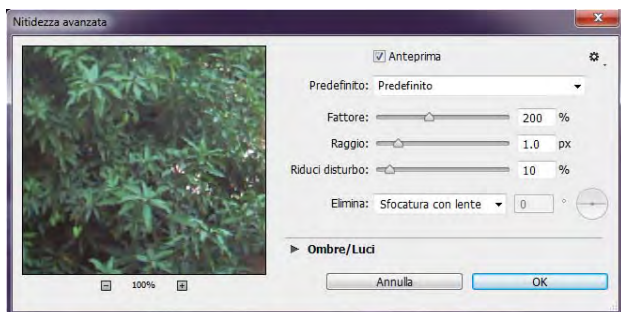 Nitidezza avanzata
Anteprima
Predefinito: Predefinito
Fattore: 200 %
Raggio: 1.0 px
Riduci disturbo: 10 %
Elimina: Sfocatura con lente 0 °
Ombre/Luci
100%
Annulla OK